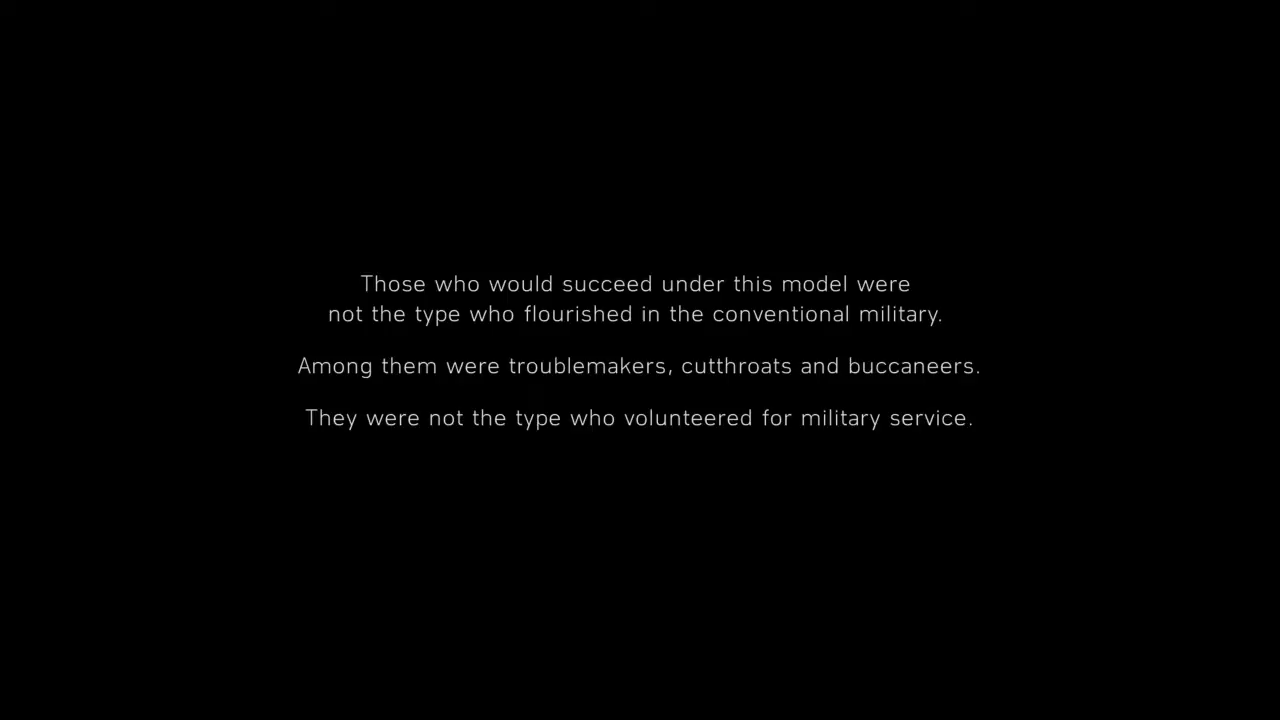 Those who would succeed under this model were
not the type who flourished in the conventional military.
Among them were troublemakers, cutthroats and buccaneers.
They were not the type who volunteered for military service.